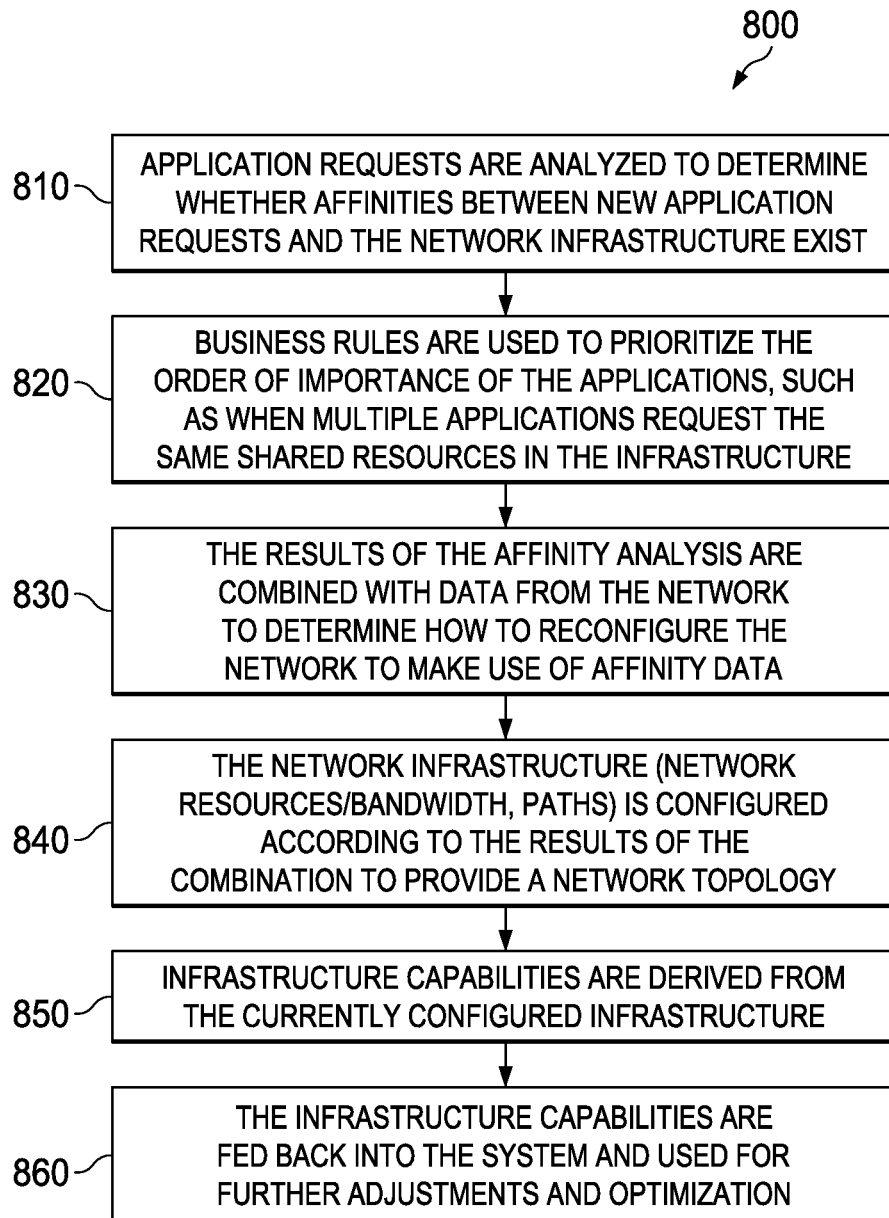 800
810
APPLICATION REQUESTS ARE ANALYZED TO DETERMINE
WHETHER AFFINITIES BETWEEN NEW APPLICATION
REQUESTS AND THE NETWORK INFRASTRUCTURE EXIST
820
BUSINESS RULES ARE USED TO PRIORITIZE THE
ORDER OF IMPORTANCE OF THE APPLICATIONS, SUCH
AS WHEN MULTIPLE APPLICATIONS REQUEST THE
SAME SHARED RESOURCES IN THE INFRASTRUCTURE
830
THE RESULTS OF THE AFFINITY ANALYSIS ARE
COMBINED WITH DATA FROM THE NETWORK
TO DETERMINE HOW TO RECONFIGURE THE
NETWORK TO MAKE USE OF AFFINITY DATA
840
THE NETWORK INFRASTRUCTURE (NETWORK
RESOURCES/BANDWIDTH, PATHS) IS CONFIGURED
ACCORDING TO THE RESULTS OF THE
COMBINATION TO PROVIDE A NETWORK TOPOLOGY
850
INFRASTRUCTURE CAPABILITIES ARE DERIVED FROM
THE CURRENTLY CONFIGURED INFRASTRUCTURE
860
THE INFRASTRUCTURE CAPABILITIES ARE
FED BACK INTO THE SYSTEM AND USED FOR
FURTHER ADJUSTMENTS AND OPTIMIZATION